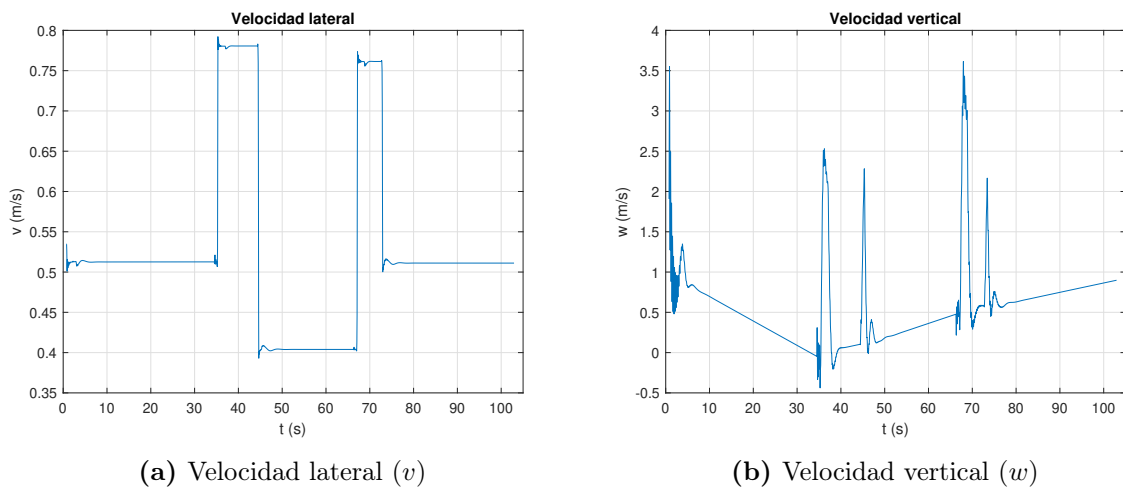 Velocidad lateral
0.8
0.75
0.7
0.65
0.6
0.55
0.5
0.45
0.4
0.35
v (m/s)
0 10 20 30 40 50 60 70 80 90 100
t (s)
(a) Velocidad lateral (v)
Velocidad vertical
4
3.5
3
2.5
2
1.5
1
0.5
0
-0.5
w (m/s)
0 10 20 30 40 50 60 70 80 90 100
t (s)
(b) Velocidad vertical (w)